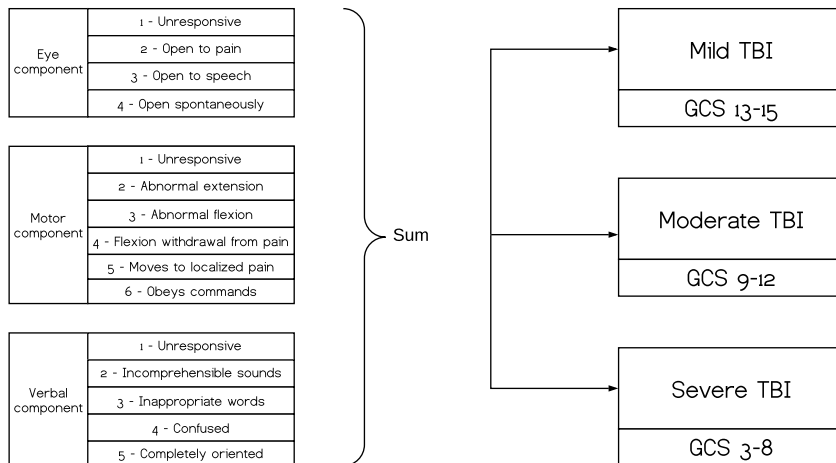 Eye
component
1 - Unresponsive
2 - Open to pain
3 - Open to speech
4 - Open spontaneously
Motor
component
1 - Unresponsive
2 - Abnormal extension
3 - Abnormal flexion
4 - Flexion withdrawal from pain
5 - Moves to localized pain
6 - Obeys commands
Verbal
component
1 - Unresponsive
2 - Incomprehensible sounds
3 - Inappropriate words
4 - Confused
5 - Completely oriented
Sum
Mild TBI
GCS 13-15
Moderate TBI
GCS 9-12
Severe TBI
GCS 3-8